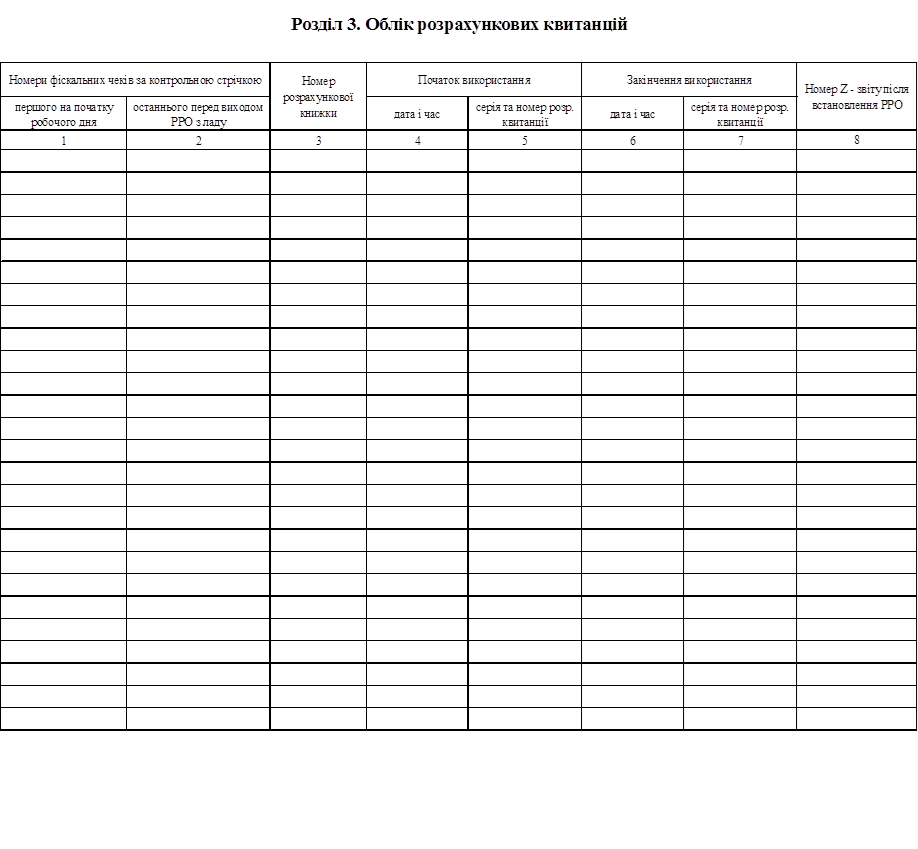 Розділ 3. Облік розрахункових квитанцій
Номери фіскальних чеків за контрольною стрічкою
першого на початку
робочого дня
останнього перед виходом
РРО з ладу
Номер
розрахункової
книжки
Початок використання
дата і час
серія та номер розр.
квитанції
Закінчення використання
дата і час
серія та номер розр.
квитанції
Номер Z - звіту після
встановлення РРО
1 2 3 4 5 6 7 8